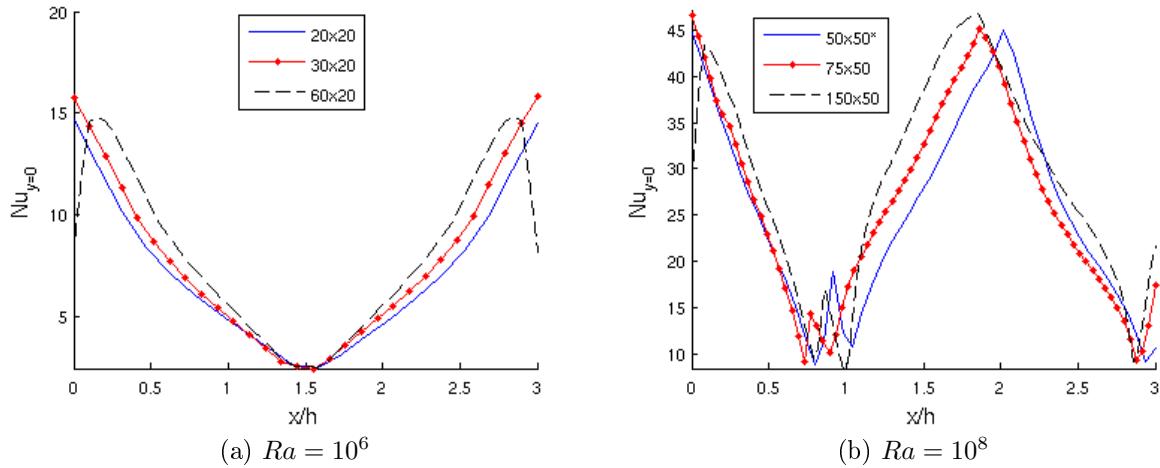 20
15
10
5
Nu_{y=0}
0 0.5 1 1.5 2 2.5 3
x/h
20x20
30x20
60x20
(a) Ra = 10^6
45
40
35
30
25
20
15
10
Nu_{y=0}
0 0.5 1 1.5 2 2.5 3
x/h
50x50*
75x50
150x50
(b) Ra = 10^8